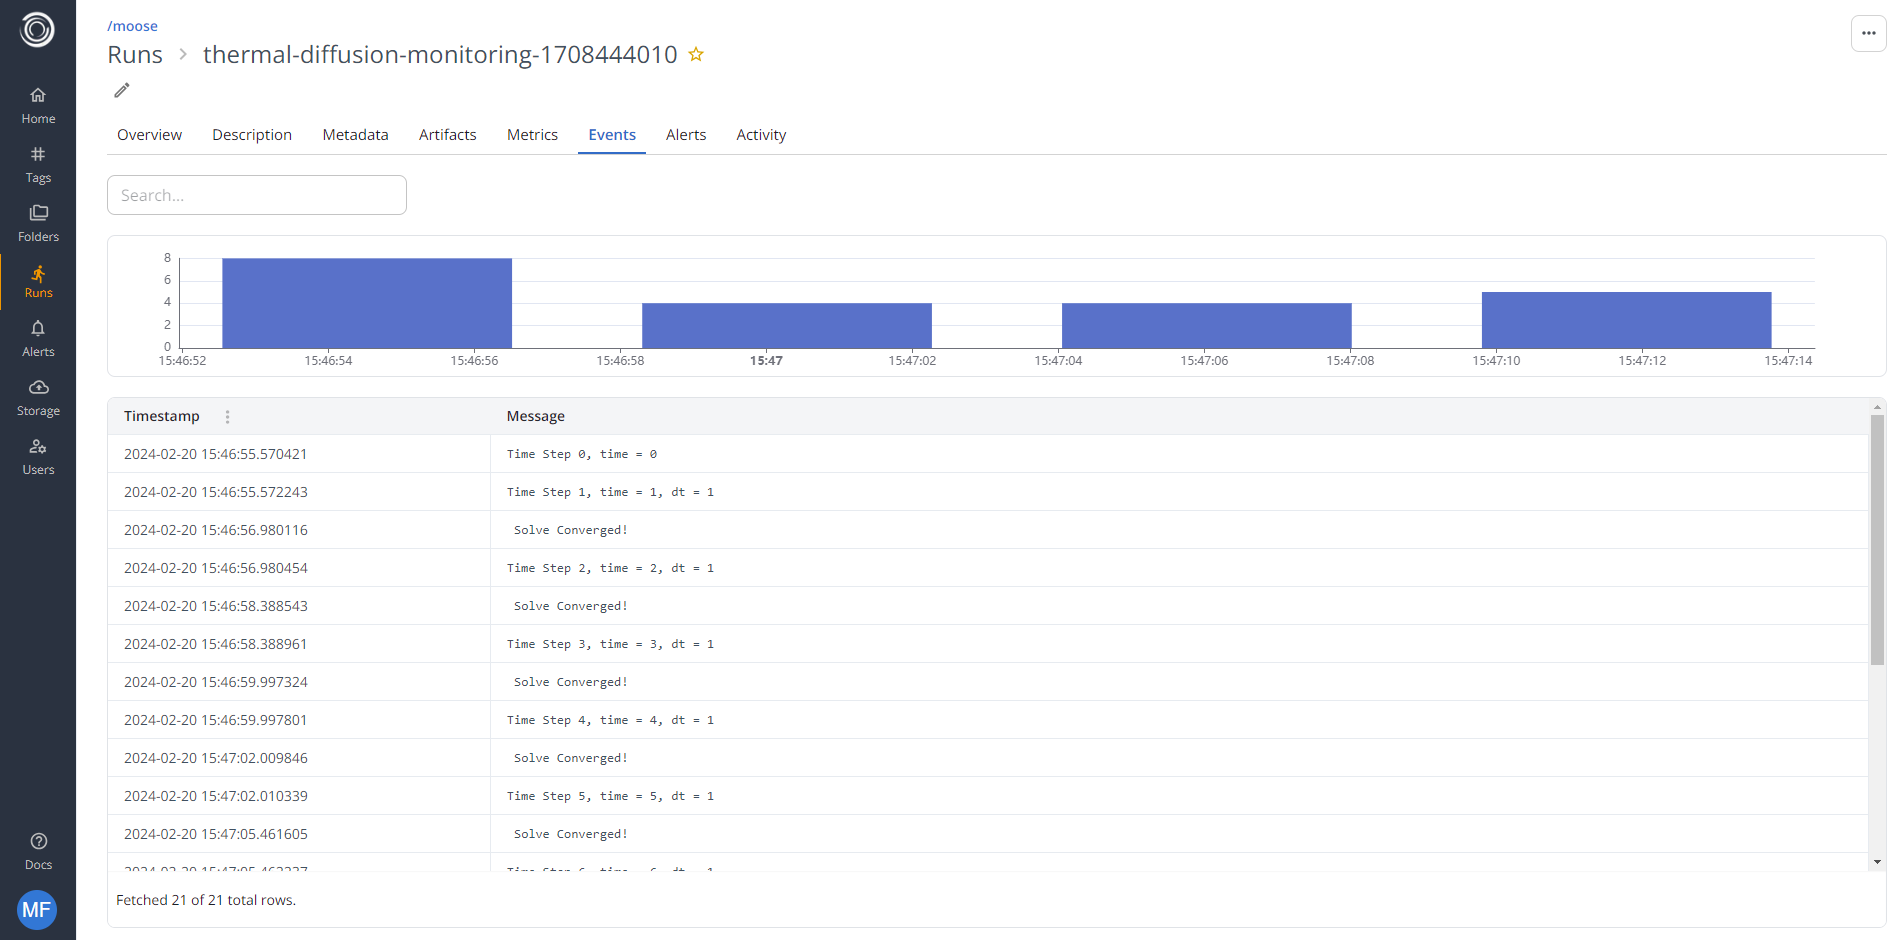 /moose
Runs > thermal-diffusion-monitoring-1708444010
Home
Tags
Folders
Runs
Alerts
Storage
Users
Docs
MF
Overview Description Metadata Artifacts Metrics Events Alerts Activity
Search...
8
6
4
2
0
15:46:52 15:46:54 15:46:56 15:46:58 15:47 15:47:02 15:47:04 15:47:06 15:47:08 15:47:10 15:47:12 15:47:14
Timestamp Message
2024-02-20 15:46:55.570421 Time Step 0, time = 0
2024-02-20 15:46:55.572243 Time Step 1, time = 1, dt = 1
2024-02-20 15:46:56.980116 Solve Converged!
2024-02-20 15:46:56.980454 Time Step 2, time = 2, dt = 1
2024-02-20 15:46:58.388543 Solve Converged!
2024-02-20 15:46:58.388961 Time Step 3, time = 3, dt = 1
2024-02-20 15:46:59.997324 Solve Converged!
2024-02-20 15:46:59.997801 Time Step 4, time = 4, dt = 1
2024-02-20 15:47:02.009846 Solve Converged!
2024-02-20 15:47:02.010339 Time Step 5, time = 5, dt = 1
2024-02-20 15:47:05.461605 Solve Converged!
Time Step 6, time = 6, dt = 1
Fetched 21 of 21 total rows.